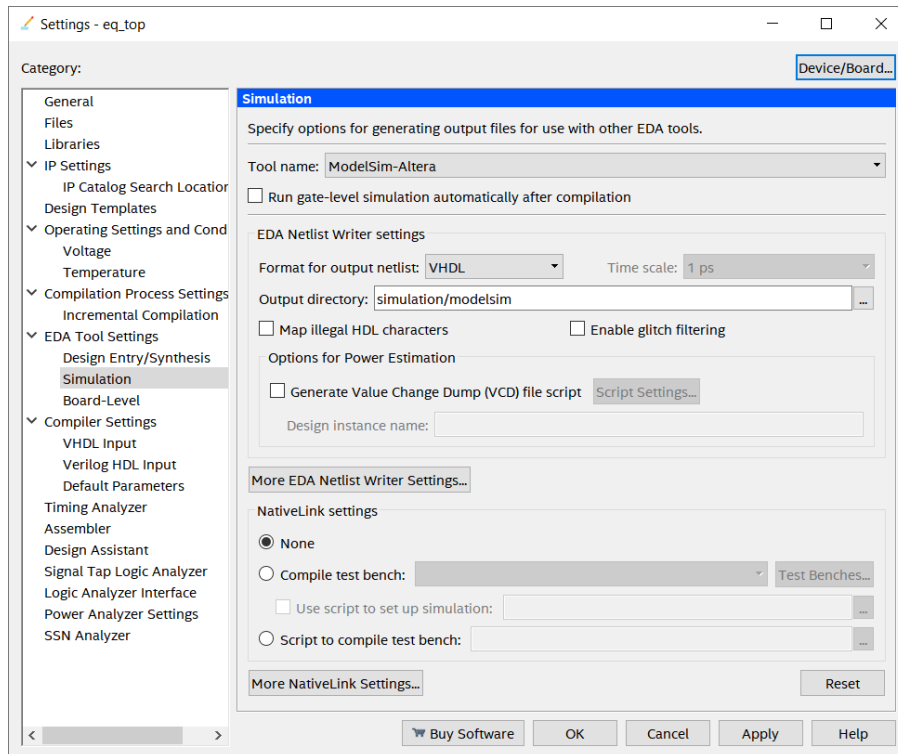 Settings - eq_top
Category:
Device/Board...
General
Files
Libraries
IP Settings
IP Catalog Search Location
Design Templates
Operating Settings and Cond
Voltage
Temperature
Compilation Process Settings
Incremental Compilation
EDA Tool Settings
Design Entry/Synthesis
Simulation
Board-Level
Compiler Settings
VHDL Input
Verilog HDL Input
Default Parameters
Timing Analyzer
Assembler
Design Assistant
Signal Tap Logic Analyzer
Logic Analyzer Interface
Power Analyzer Settings
SSN Analyzer
Simulation
Specify options for generating output files for use with other EDA tools.
Tool name: ModelSim-Altera
Run gate-level simulation automatically after compilation
EDA Netlist Writer settings
Format for output netlist: VHDL Time scale: 1 ps
Output directory: simulation/modelsim ...
Map illegal HDL characters Enable glitch filtering
Options for Power Estimation
Generate Value Change Dump (VCD) file script Script Settings...
Design instance name:
More EDA Netlist Writer Settings...
NativeLink settings
None
Compile test bench: Test Benches...
Use script to set up simulation: ...
Script to compile test bench: ...
More NativeLink Settings... Reset
Buy Software OK Cancel Apply Help